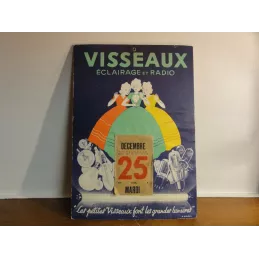 VISSEAUX
ECLAIRAGE ET RADIO
DECEMBRE
25
MARDI
"Les petites Visseaux font les grandes lumières"